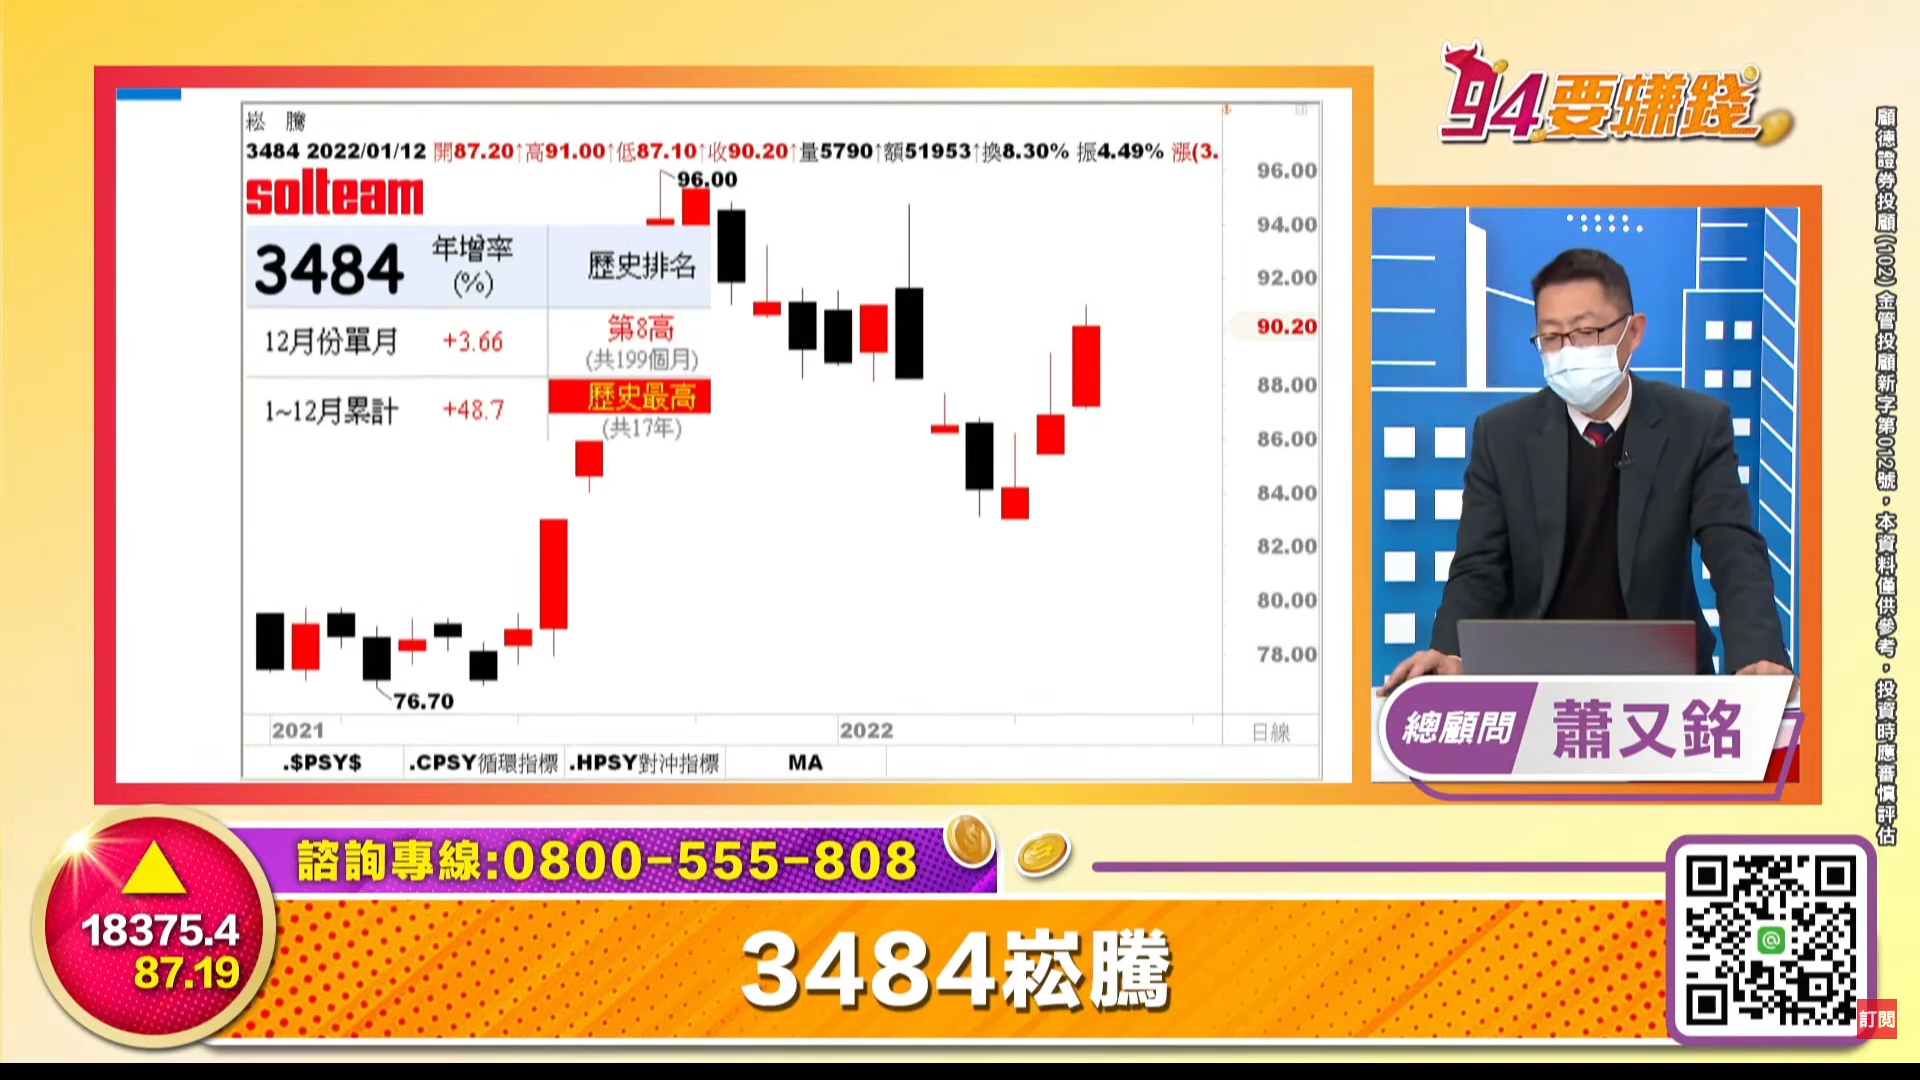 94要賺錢
崧 騰
3484 2022/01/12 開87.20↑高91.00↑低87.10↑收90.20↑量5790↑額51953↑換8.30% 振4.49% 漲(3.
solteam
3484 年增率(%) 歷史排名
12月份單月 +3.66 第8高
(共199個月)
1~12月累計 +48.7 歷史最高
(共17年)
96.00
76.70
96.00
94.00
92.00
90.20
88.00
86.00
84.00
82.00
80.00
78.00
2021 2022 日線
.$PSY$ .CPSY循環指標 .HPSY對沖指標 MA
總顧問 蕭又銘
顧德證券投顧(102)金管投顧新字第012號，本資料僅供參考，投資時應審慎評估
諮詢專線:0800-555-808
18375.4
87.19
3484崧騰
訂閱